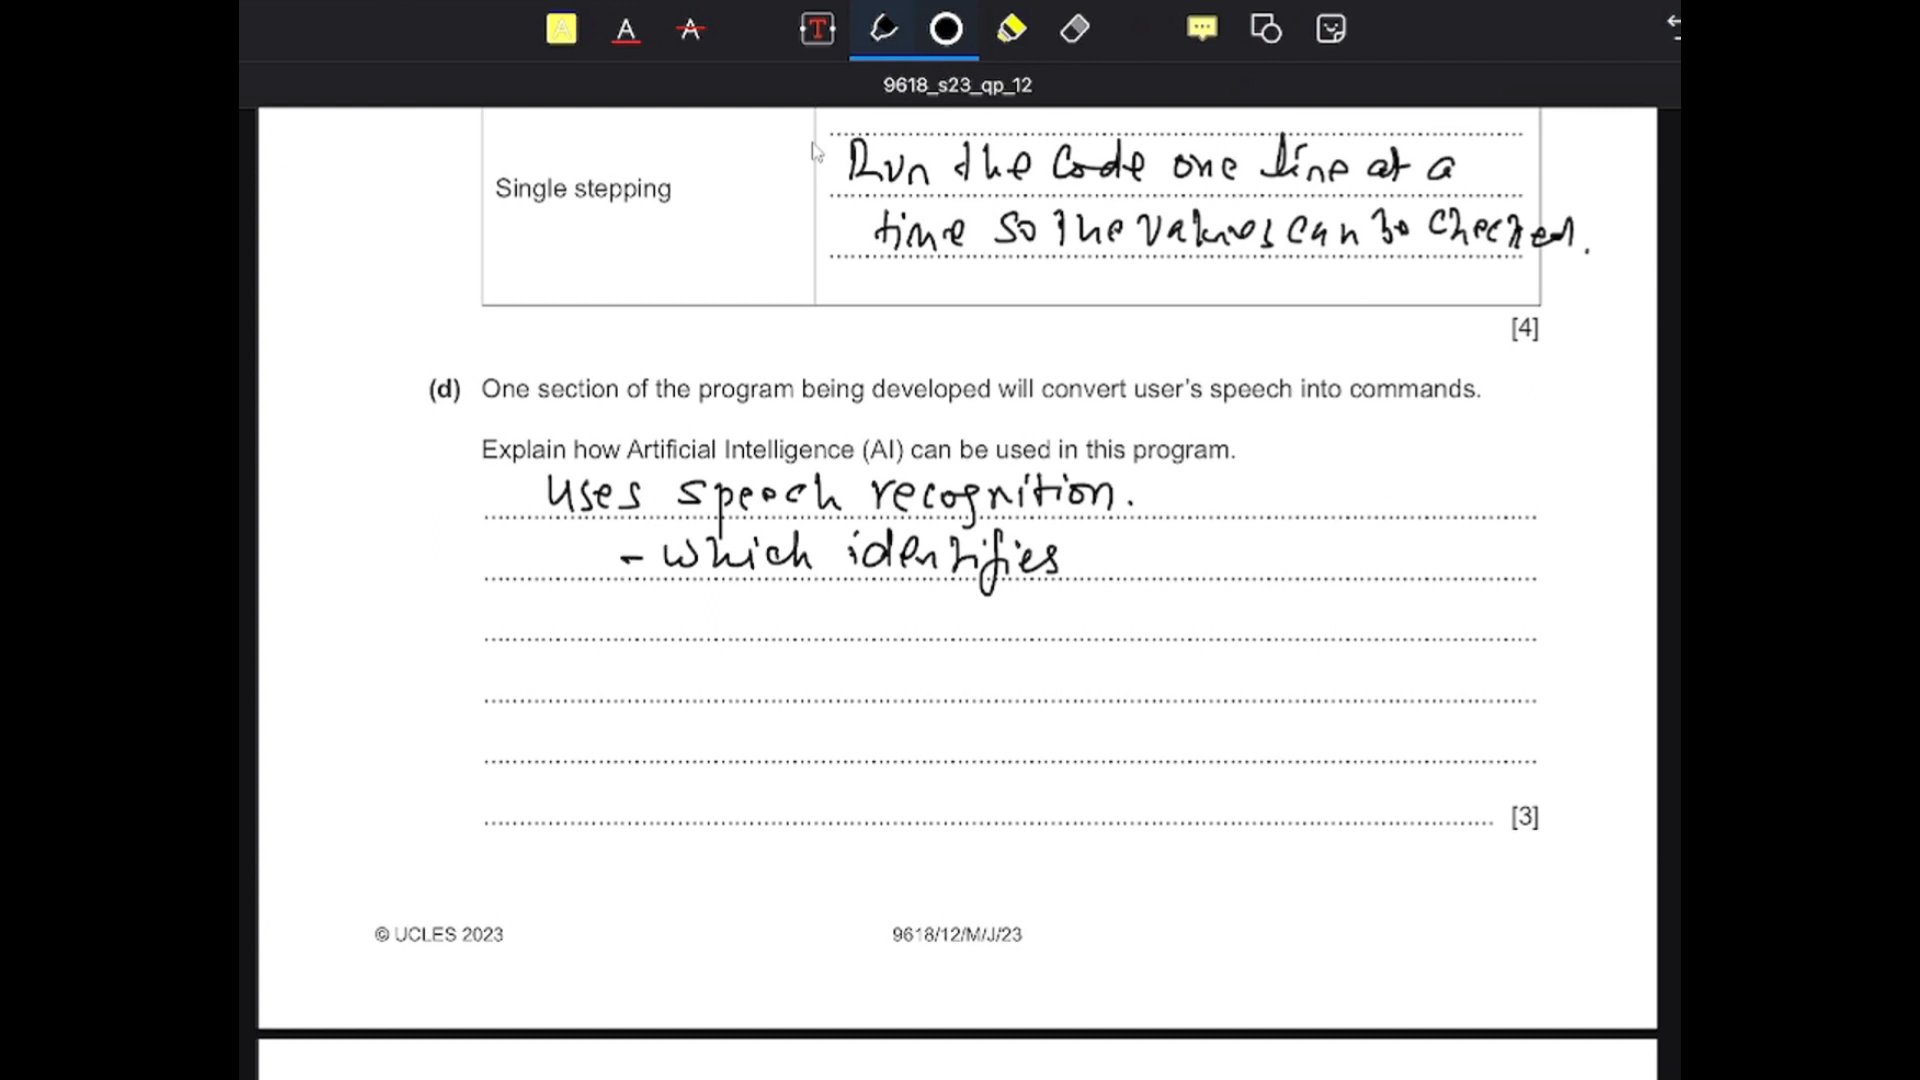 9618_s23_qp_12
Run the Code one line at a
Single stepping
time so the values can be checked.
[4]
(d) One section of the program being developed will convert user's speech into commands.
Explain how Artificial Intelligence (AI) can be used in this program.
Uses speech recognition.
- which identifies
[3]
© UCLES 2023
9618/12/M/J/23